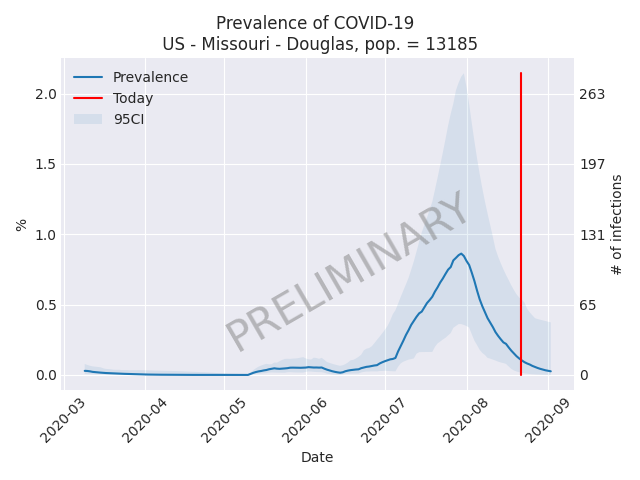 Prevalence of COVID-19
US - Missouri - Douglas, pop. = 13185
Prevalence
Today
95CI
PRELIMINARY
%
2.0
1.5
1.0
0.5
0.0
263
197
131
65
0
# of infections
2020-03
2020-04
2020-05
2020-06
2020-07
2020-08
2020-09
Date